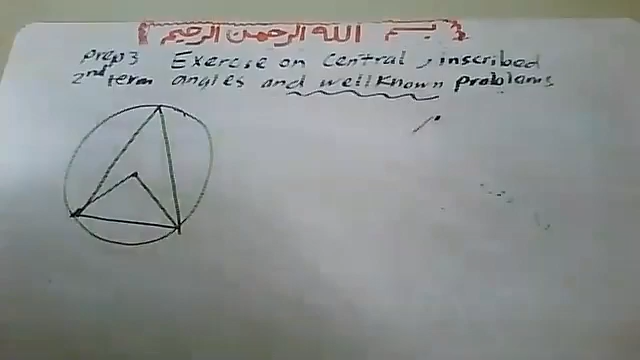 بسم الله الرحمن الرحيم
prep3 Exercise on central, inscribed
2nd term angles and wellknown problems